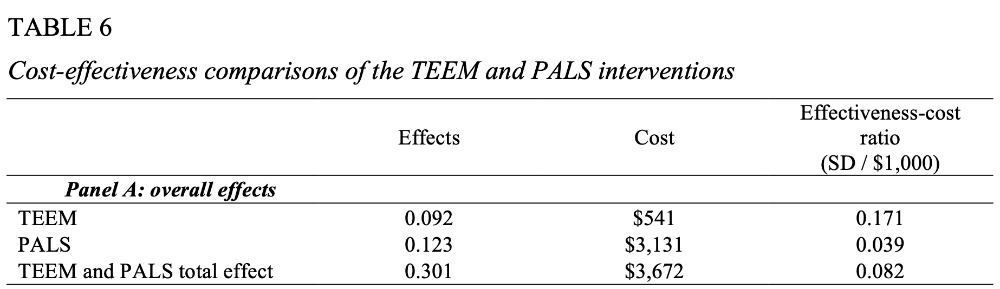 TABLE 6
Cost-effectiveness comparisons of the TEEM and PALS interventions
Effects Cost Effectiveness-cost
ratio
(SD / $1,000)
Panel A: overall effects
TEEM 0.092 $541 0.171
PALS 0.123 $3,131 0.039
TEEM and PALS total effect 0.301 $3,672 0.082